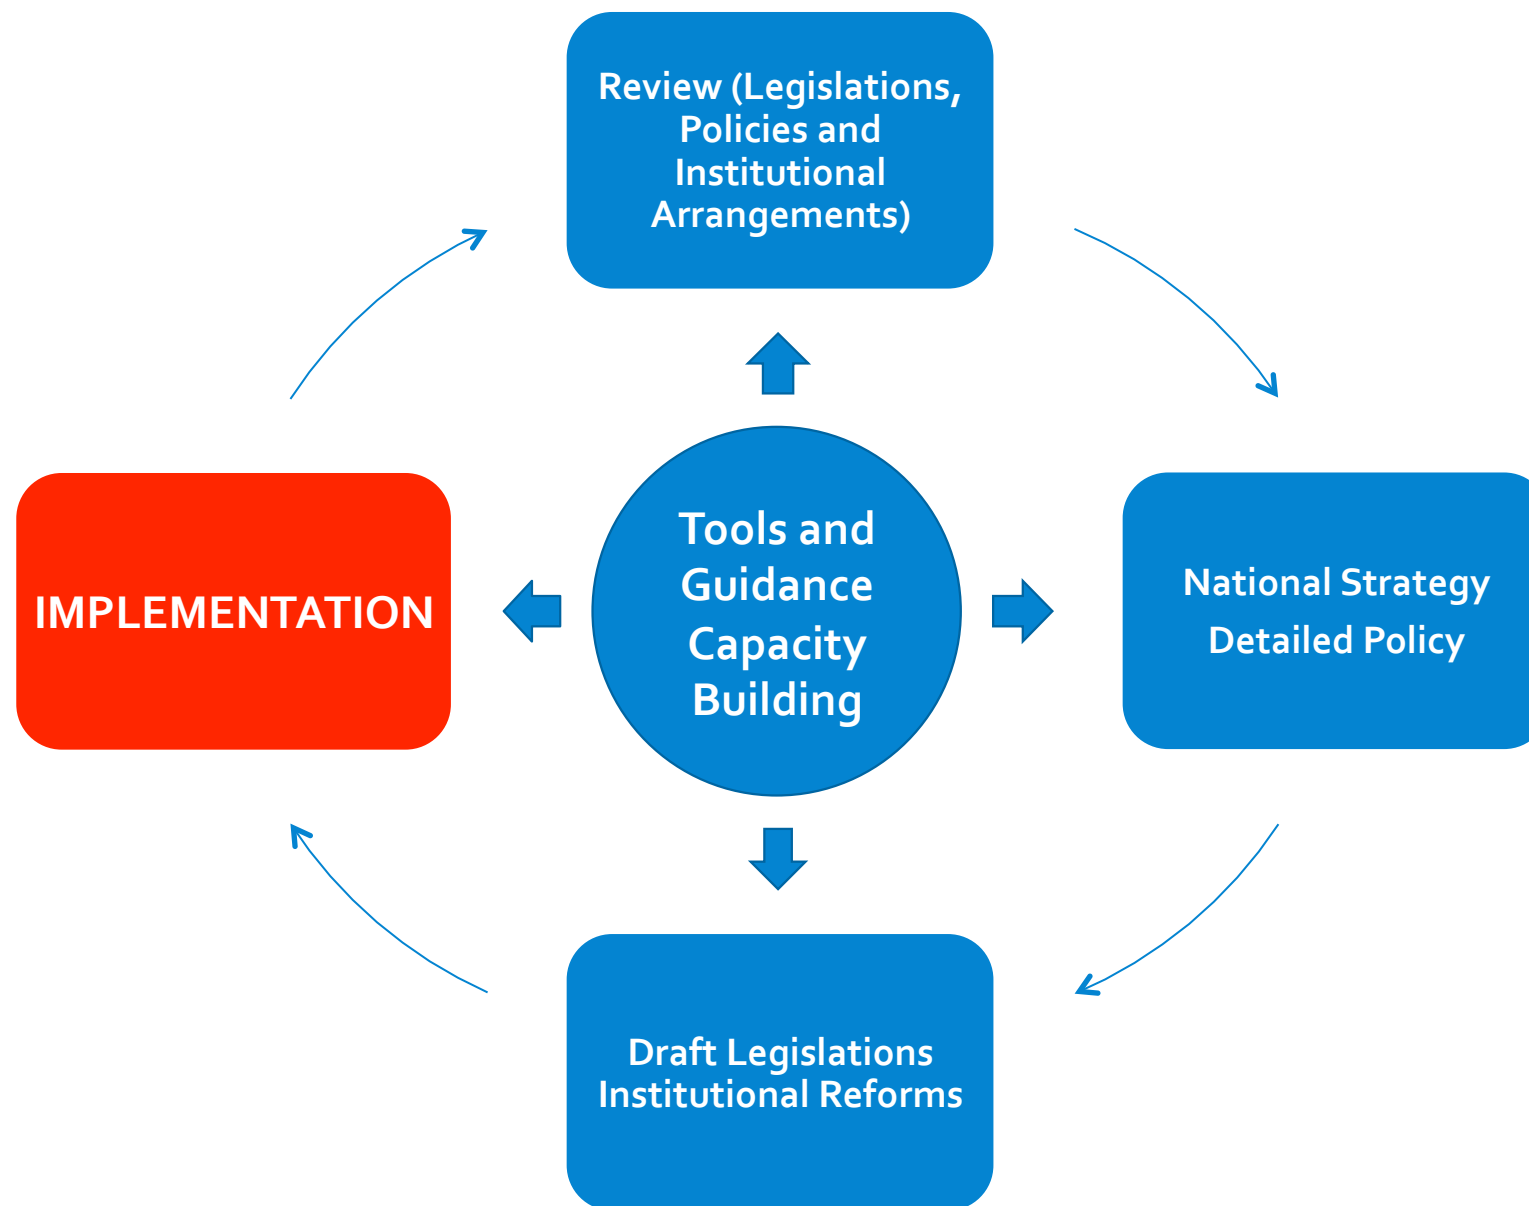 Review (Legislations,
Policies and
Institutional
Arrangements)
IMPLEMENTATION
Tools and
Guidance
Capacity
Building
National Strategy
Detailed Policy
Draft Legislations
Institutional Reforms